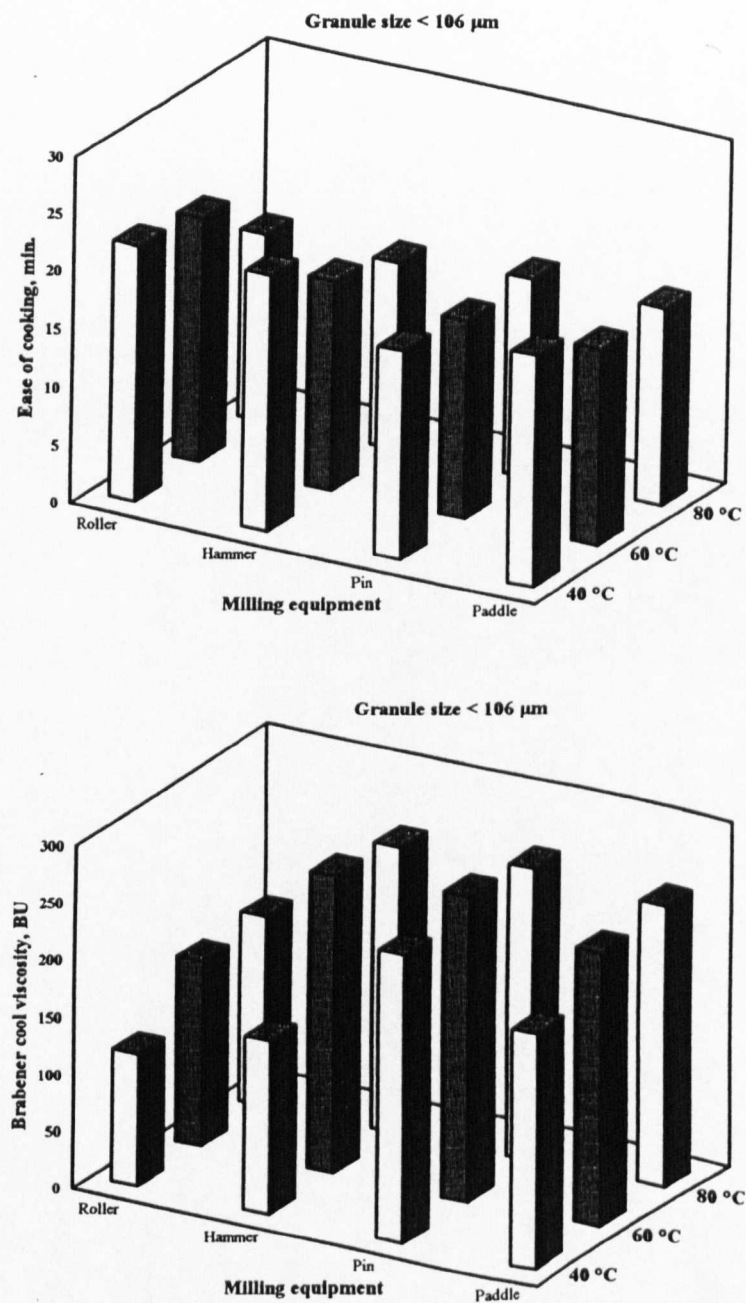 Granule size < 106 μm
30
25
20
15
10
5
0
Ease of cooking, min.
Roller
Hammer
Pin
Paddle
40 °C
60 °C
80 °C
Milling equipment
Granule size < 106 μm
300
250
200
150
100
50
0
Brabener cool viscosity, BU
Roller
Hammer
Pin
Paddle
40 °C
60 °C
80 °C
Milling equipment